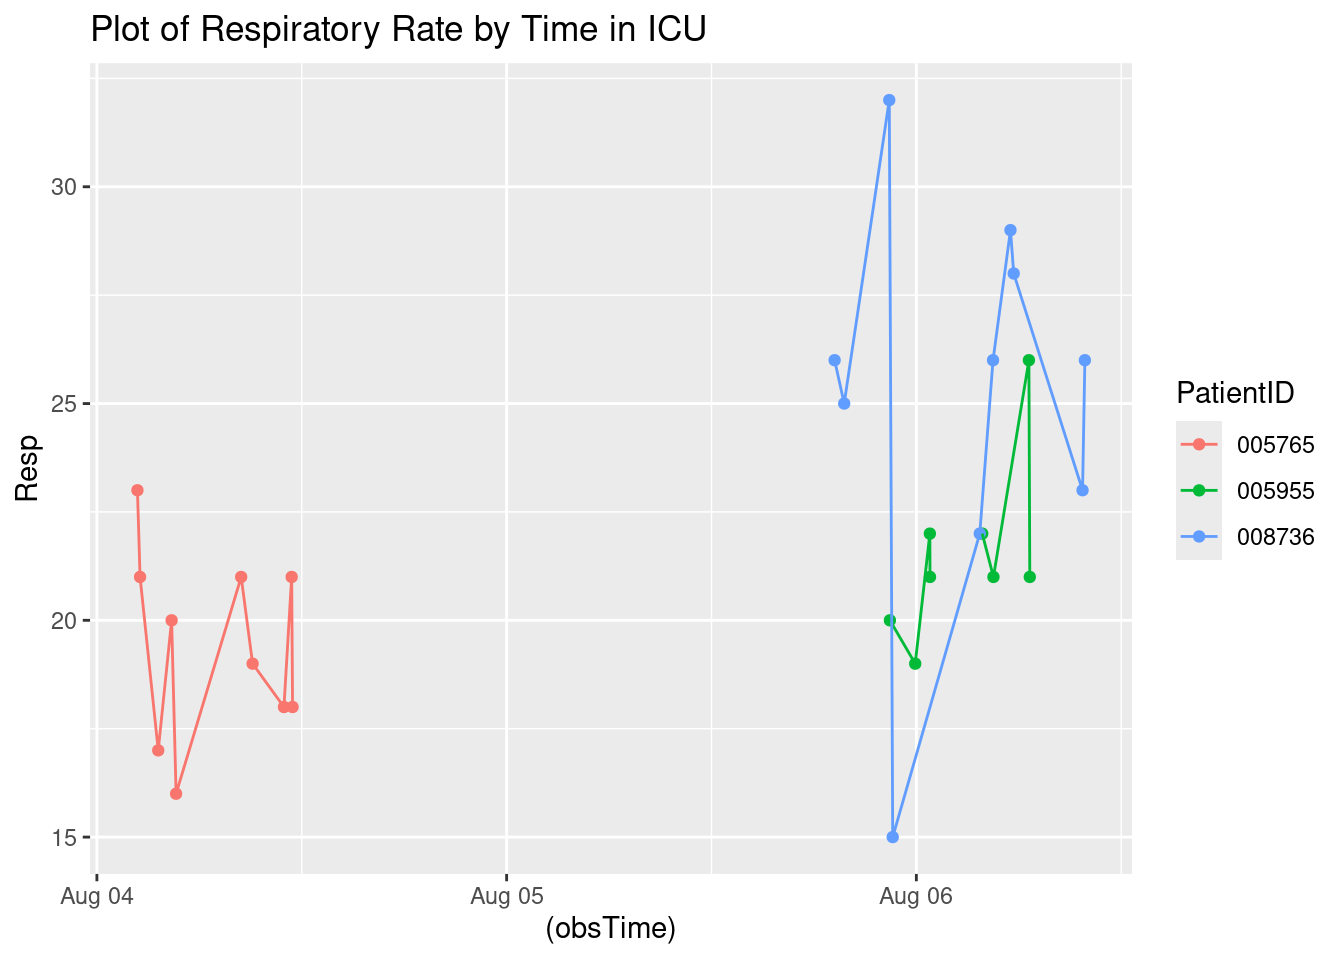 Plot of Respiratory Rate by Time in ICU
Resp
30
25
20
15
Aug 04
Aug 05
Aug 06
(obsTime)
PatientID
005765
005955
008736